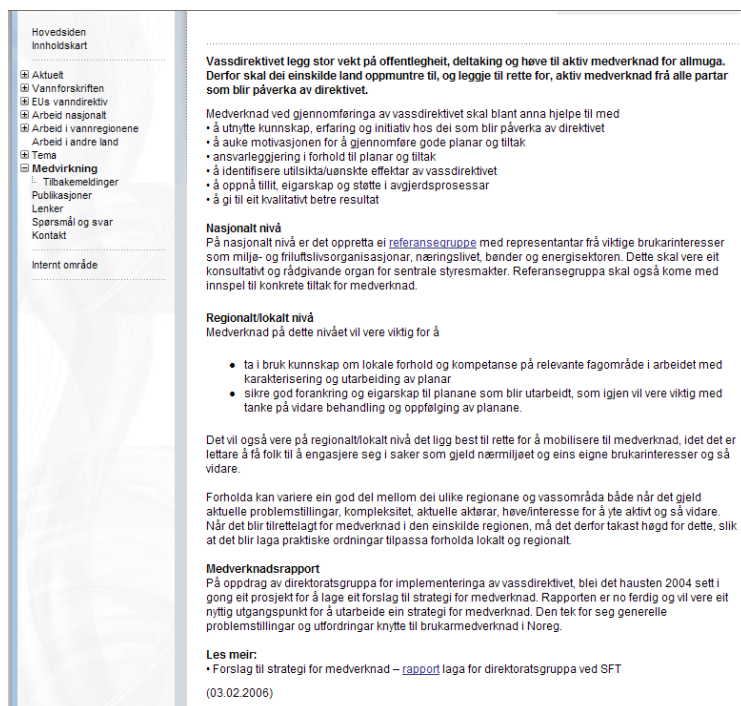 Hovedsiden
Innholdskart
Aktuelt
Vannforskriften
EUs vanndirektiv
Arbeid nasjonalt
Arbeid i vannregionene
Arbeid i andre land
Tema
Medvirkning
Tilbakemeldinger
Publikasjoner
Lenker
Spørsmål og svar
Kontakt
Internt område
Vassdirektivet legg stor vekt på offentlegheit, deltaking og høve til aktiv medverknad for allmuga.
Derfor skal dei einskilde land oppmuntre til, og leggje til rette for, aktiv medverknad frå alle partar
som blir påverka av direktivet.
Medverknad ved gjennomføringa av vassdirektivet skal blant anna hjelpe til med
• å utnytte kunnskap, erfaring og initiativ hos dei som blir påverka av direktivet
• å auke motivasjonen for å gjennomføre gode planar og tiltak
• ansvarleggjering i forhold til planar og tiltak
• å identifisere utilsikta/uønskte effektar av vassdirektivet
• å oppnå tillit, eigarskap og støtte i avgjerdsprosessar
• å gi til eit kvalitativt betre resultat
Nasjonalt nivå
På nasjonalt nivå er det oppretta ei referansegruppe med representantar frå viktige brukarinteresser
som miljø- og friluftslivsorganisasjonar, næringslivet, bønder og energisektoren. Dette skal vere eit
konsultativt og rådgivande organ for sentrale styresmakter. Referansegruppa skal også kome med
innspel til konkrete tiltak for medverknad.
Regionalt/lokalt nivå
Medverknad på dette nivået vil vere viktig for å
• ta i bruk kunnskap om lokale forhold og kompetanse på relevante fagområde i arbeidet med
karakterisering og utarbeiding av planar
• sikre god forankring og eigarskap til planane som blir utarbeidt, som igjen vil vere viktig med
tanke på vidare behandling og oppfølging av planane.
Det vil også vere på regionalt/lokalt nivå det ligg best til rette for å mobilisere til medverknad, idet det er
lettare å få folk til å engasjere seg i saker som gjeld nærmiljøet og eins eigne brukarinteresser og så
vidare.
Forholda kan variere ein god del mellom dei ulike regionane og vassområda både når det gjeld
aktuelle problemstillingar, kompleksitet, aktuelle aktørar, høve/interesse for å yte aktivt og så vidare.
Når det blir tilrettelagt for medverknad i den einskilde regionen, må det derfor takast høgd for dette, slik
at det blir laga praktiske ordningar tilpassa forholda lokalt og regionalt.
Medverknadsrapport
På oppdrag av direktoratsgruppa for implementeringa av vassdirektivet, blei det hausten 2004 sett i
gong eit prosjekt for å lage eit forslag til strategi for medverknad. Rapporten er no ferdig og vil vere eit
nyttig utgangspunkt for å utarbeide ein strategi for medverknad. Den tek for seg generelle
problemstillingar og utfordringar knytte til brukarmedverknad i Noreg.
Les meir:
• Forslag til strategi for medverknad – rapport laga for direktoratsgruppa ved SFT
(03.02.2006)